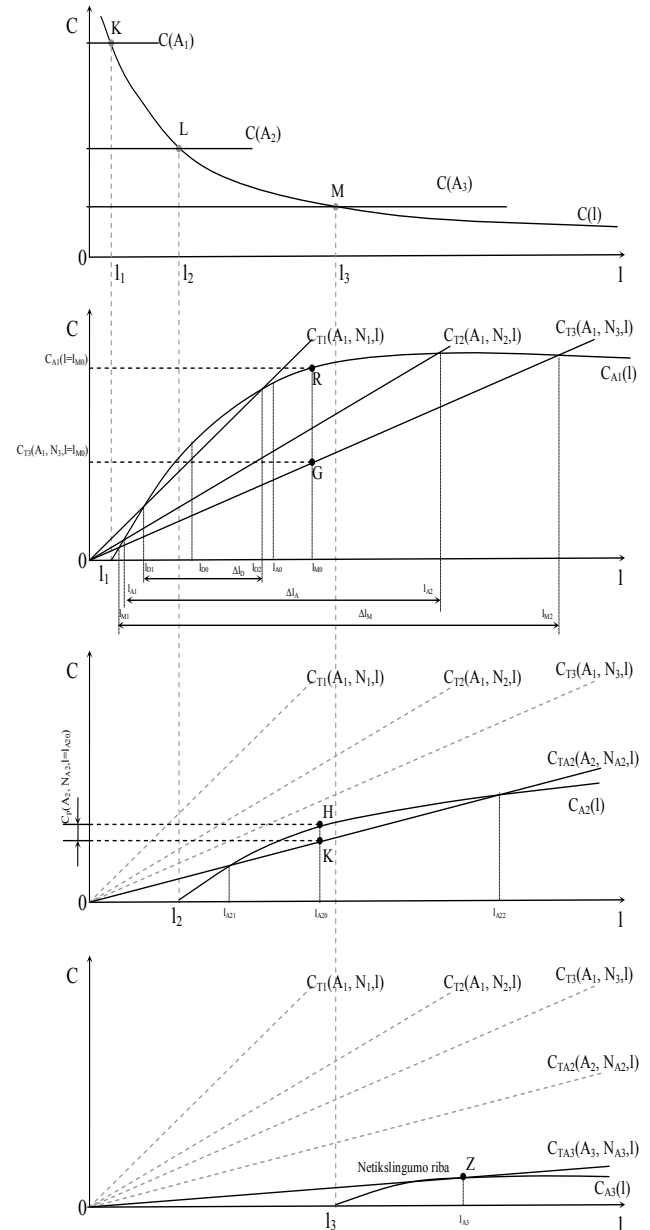 C
K
C(A₁)
L
C(A₂)
M
C(A₃)
C(l)
0
l₁
l₂
l₃
l
C
C_T1(A₁, N₁,l)
C_T2(A₁, N₂,l)
C_T3(A₁, N₃,l)
C_A1(l=l_M0)
R
C_A1(l)
C_T3(A₁, N₃,l=l_M0)
G
0
l₁
l_D1
l_D0
Δl_D
l_D2
l_A0
l_M0
l
l_A1
Δl_A
l_A2
l_M1
Δl_M
l_M2
C
C_T1(A₁, N₁,l)
C_T2(A₁, N₂,l)
C_T3(A₁, N₃,l)
C_TA2(A₂, N_A2,l)
C_p(A₂, N_A2,l=l_A20)
H
C_A2(l)
K
0
l₂
l_A21
l_A20
l_A22
l
C
C_T1(A₁, N₁,l)
C_T2(A₁, N₂,l)
C_T3(A₁, N₃,l)
C_TA2(A₂, N_A2,l)
C_TA3(A₃, N_A3,l)
Netikslingumo riba
Z
C_A3(l)
0
l₃
l_A3
l